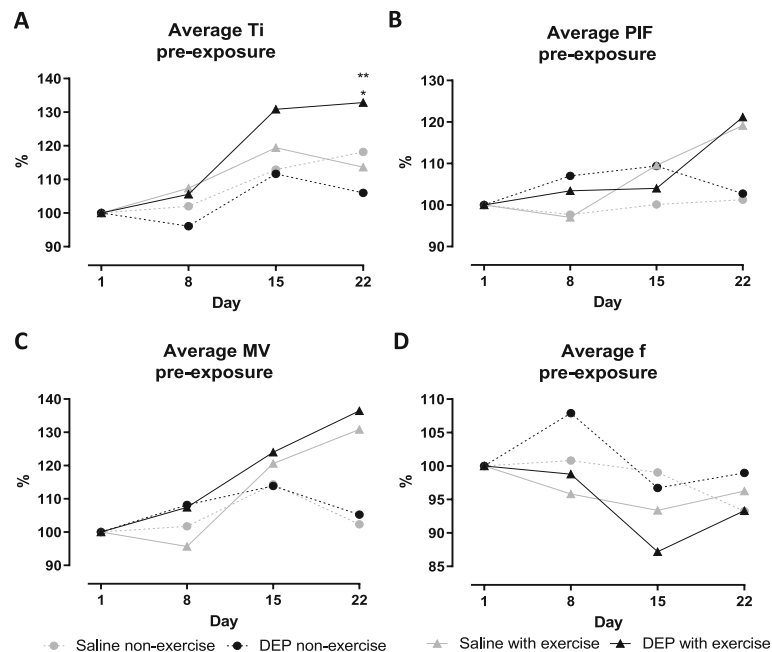 A
Average Ti
pre-exposure
**
*
140
130
120
110
100
90
%
1 8 15 22
Day
B
Average PIF
pre-exposure
130
120
110
100
90
%
1 8 15 22
Day
C
Average MV
pre-exposure
140
130
120
110
100
90
%
1 8 15 22
Day
D
Average f
pre-exposure
110
105
100
95
90
85
%
1 8 15 22
Day
Saline non-exercise DEP non-exercise Saline with exercise DEP with exercise